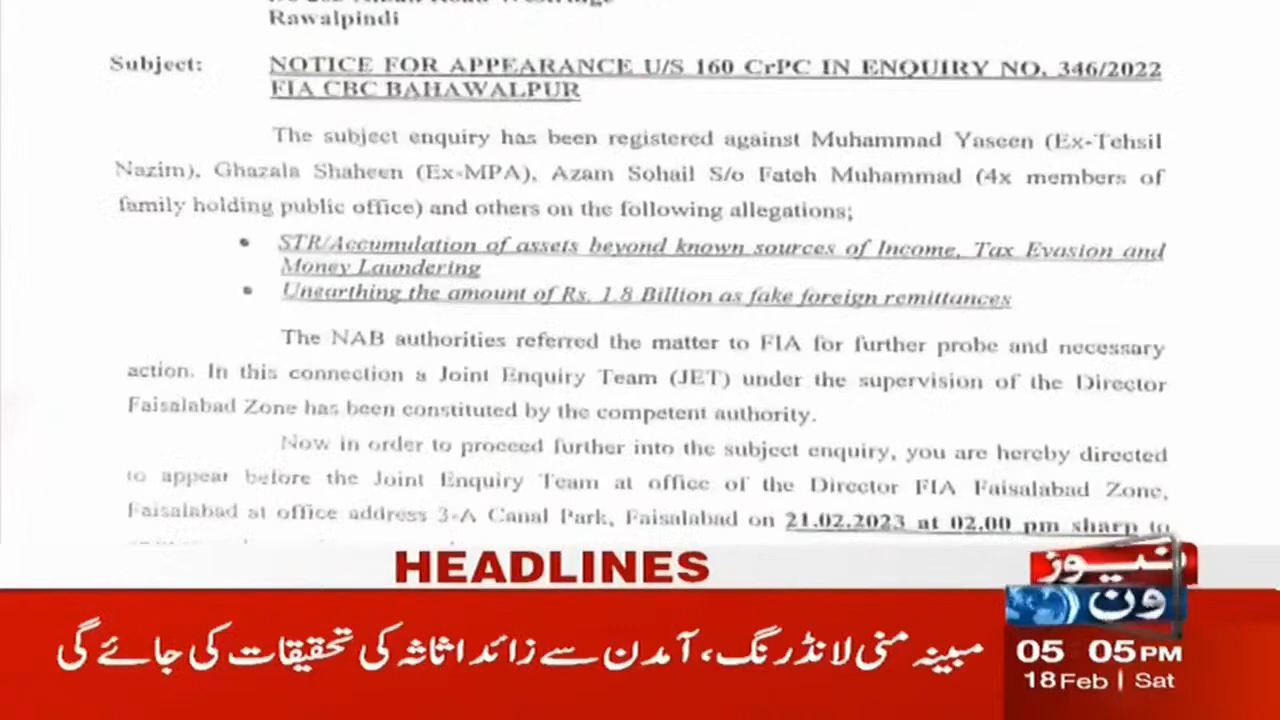 Rawalpindi
Subject: NOTICE FOR APPEARANCE U/S 160 CrPC IN ENQUIRY NO. 346/2022
FIA CBC BAHAWALPUR
The subject enquiry has been registered against Muhammad Yaseen (Ex-Tehsil
Nazim), Ghazala Shaheen (Ex-MPA), Azam Sohail S/o Fateh Muhammad (4x members of
family holding public office) and others on the following allegations;
• STR/Accumulation of assets beyond known sources of Income, Tax Evasion and
Money Laundering
• Unearthing the amount of Rs. 1.8 Billion as fake foreign remittances
The NAB authorities referred the matter to FIA for further probe and necessary
action. In this connection a Joint Enquiry Team (JET) under the supervision of the Director
Faisalabad Zone has been constituted by the competent authority.
Now in order to proceed further into the subject enquiry, you are hereby directed
to appear before the Joint Enquiry Team at office of the Director FIA Faisalabad Zone,
Faisalabad at office address 3-A Canal Park, Faisalabad on 21.02.2023 at 02.00 pm sharp to
HEADLINES
نیوز
ون
مبینہ منی لانڈرنگ، آمدن سے زائد اثاثہ کی تحقیقات کی جائے گی
05 05 PM
18 Feb | Sat